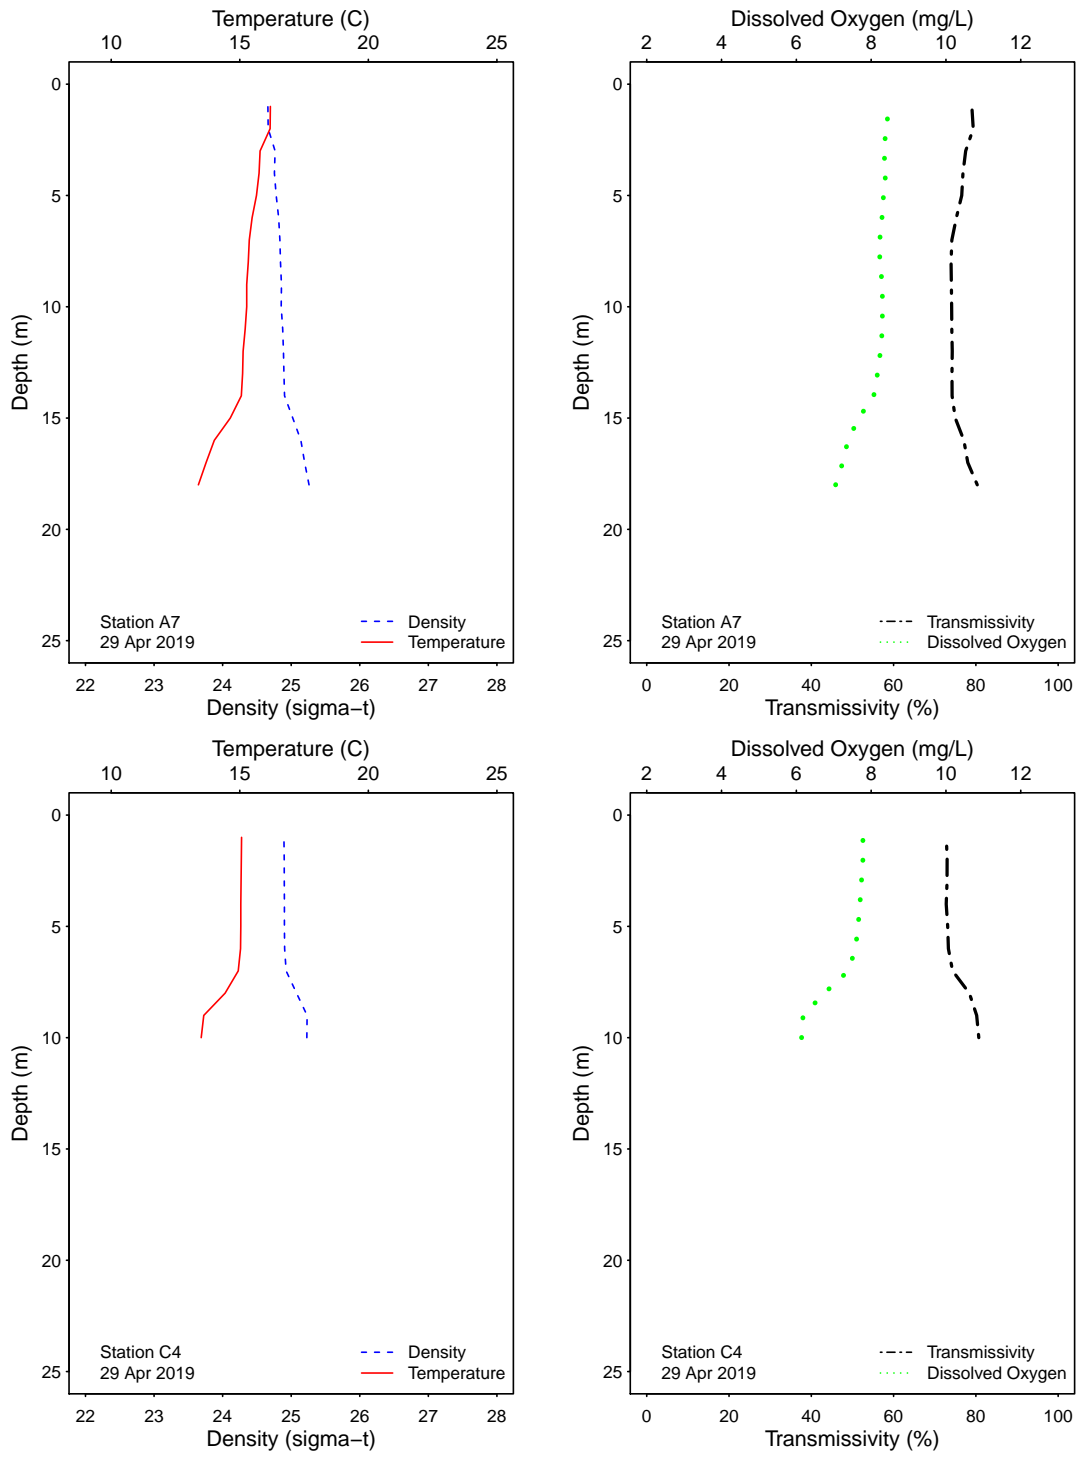 Temperature (C)
10 15 20 25
0
5
10
15
20
25
Depth (m)
Station A7
29 Apr 2019
Density
Temperature
22 23 24 25 26 27 28
Density (sigma−t)
Dissolved Oxygen (mg/L)
2 4 6 8 10 12
0
5
10
15
20
25
Depth (m)
Station A7
29 Apr 2019
Transmissivity
Dissolved Oxygen
0 20 40 60 80 100
Transmissivity (%)
Temperature (C)
10 15 20 25
0
5
10
15
20
25
Depth (m)
Station C4
29 Apr 2019
Density
Temperature
22 23 24 25 26 27 28
Density (sigma−t)
Dissolved Oxygen (mg/L)
2 4 6 8 10 12
0
5
10
15
20
25
Depth (m)
Station C4
29 Apr 2019
Transmissivity
Dissolved Oxygen
0 20 40 60 80 100
Transmissivity (%)